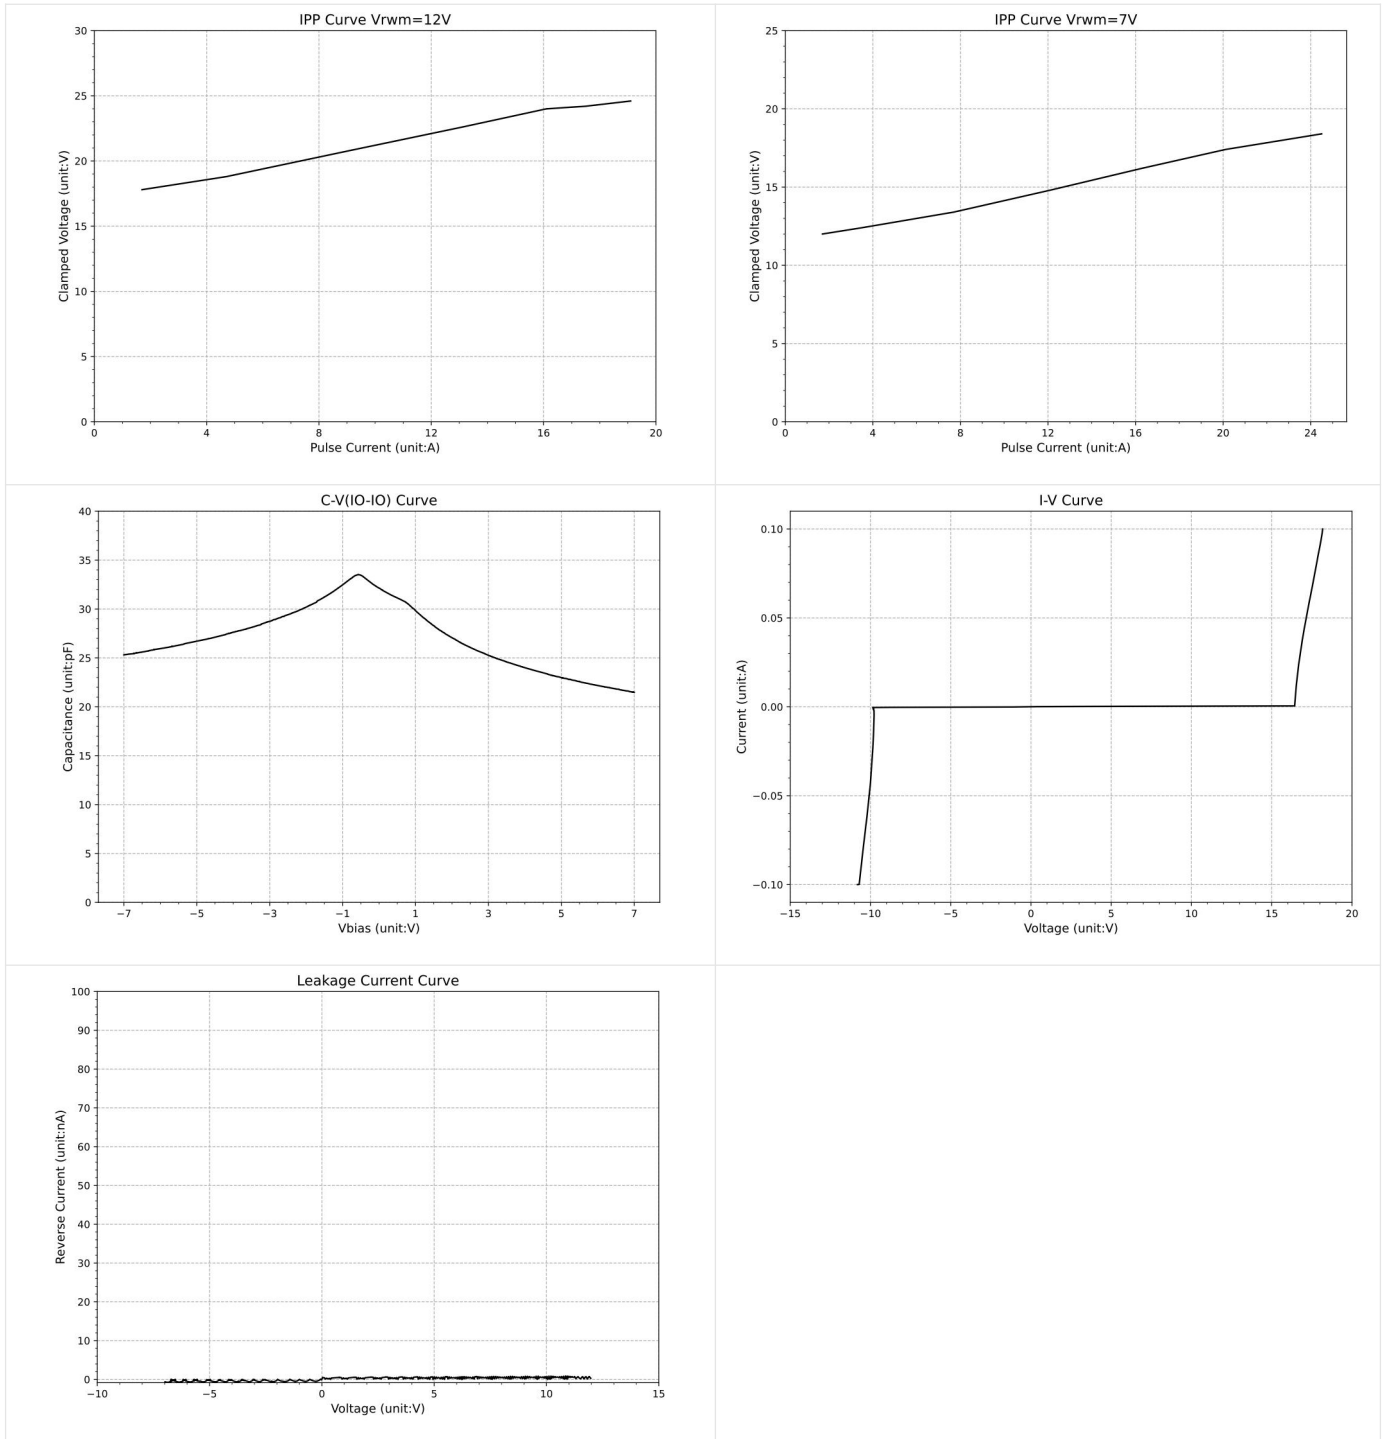 IPP Curve Vrwm=12V
30
25
20
15
10
5
0
0 4 8 12 16 20
Clamped Voltage (unit:V)
Pulse Current (unit:A)
IPP Curve Vrwm=7V
25
20
15
10
5
0
0 4 8 12 16 20 24
Clamped Voltage (unit:V)
Pulse Current (unit:A)
C-V(IO-IO) Curve
40
35
30
25
20
15
10
5
0
−7 −5 −3 −1 1 3 5 7
Capacitance (unit:pF)
Vbias (unit:V)
I-V Curve
0.10
0.05
0.00
−0.05
−0.10
−15 −10 −5 0 5 10 15 20
Current (unit:A)
Voltage (unit:V)
Leakage Current Curve
100
90
80
70
60
50
40
30
20
10
0
−10 −5 0 5 10 15
Reverse Current (unit:nA)
Voltage (unit:V)